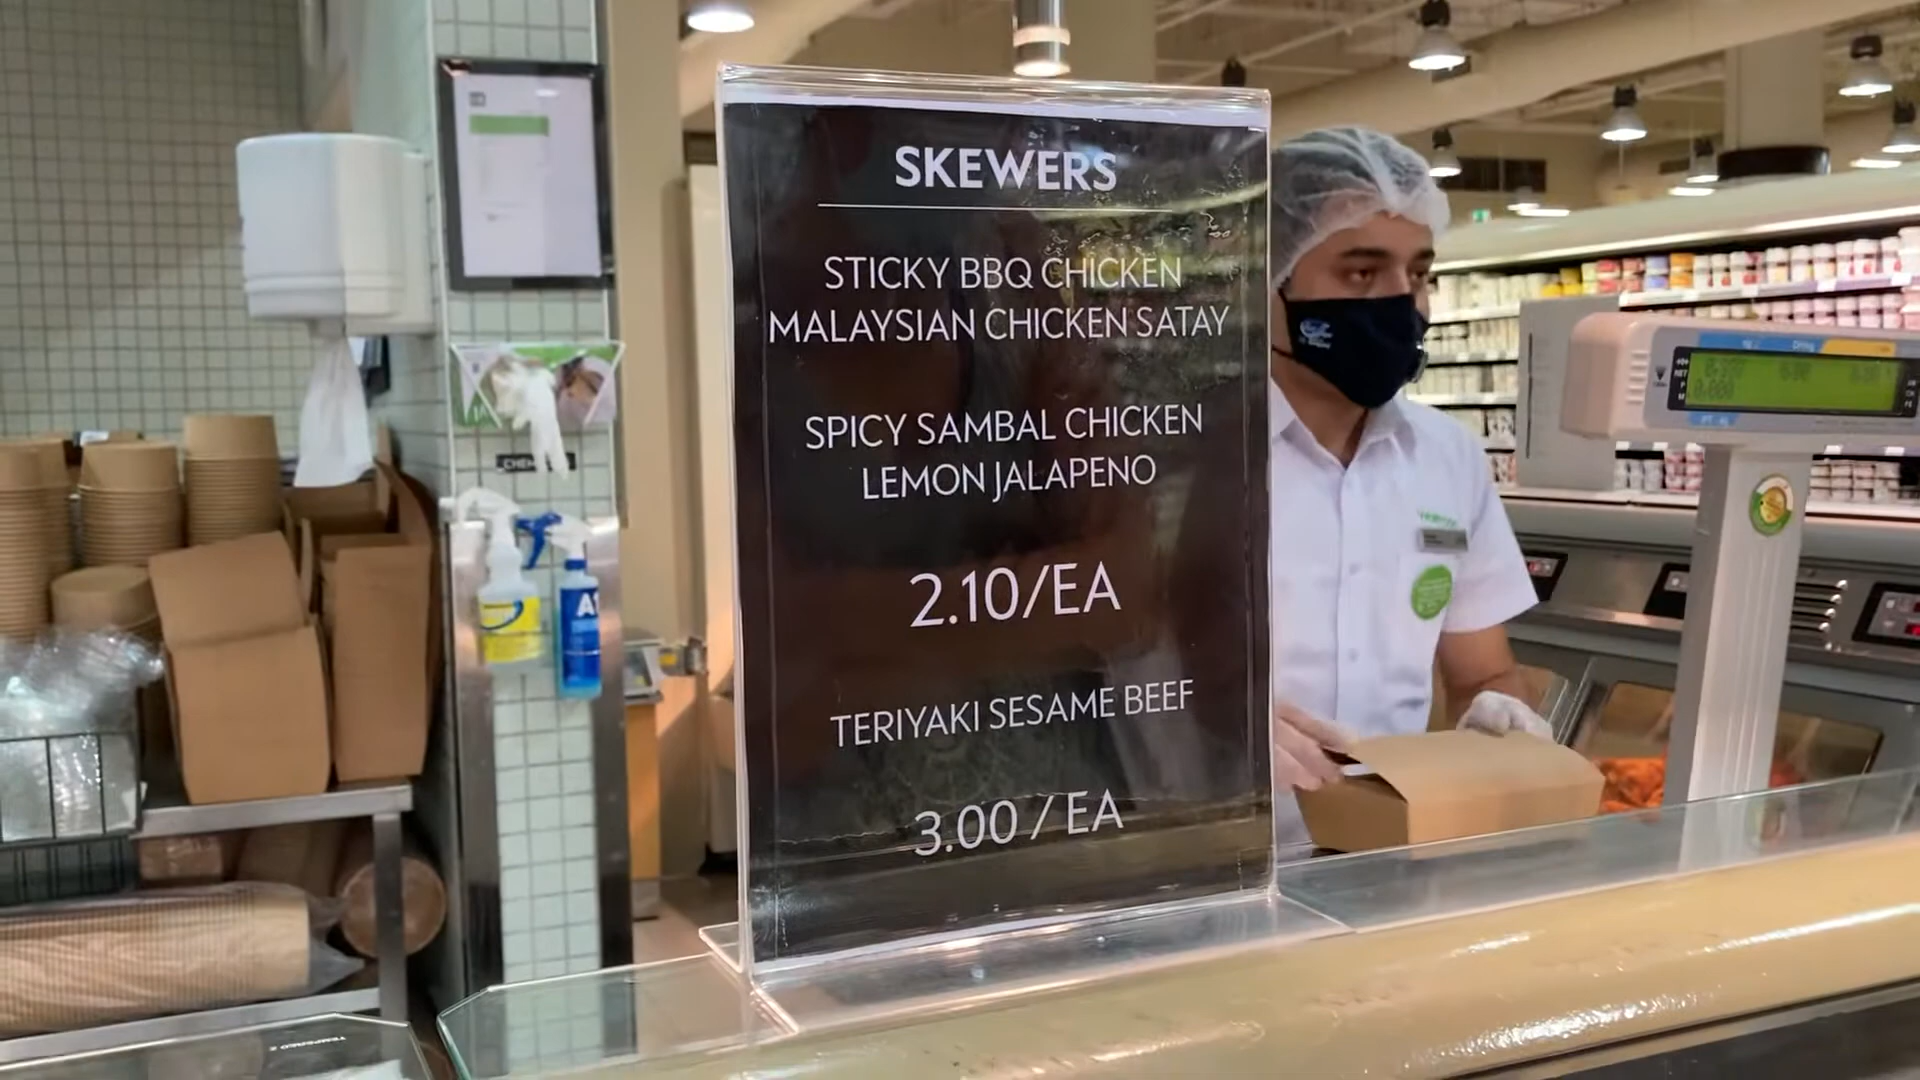 SKEWERS
STICKY BBQ CHICKEN
MALAYSIAN CHICKEN SATAY
SPICY SAMBAL CHICKEN
LEMON JALAPENO
2.10/EA
TERIYAKI SESAME BEEF
3.00 / EA